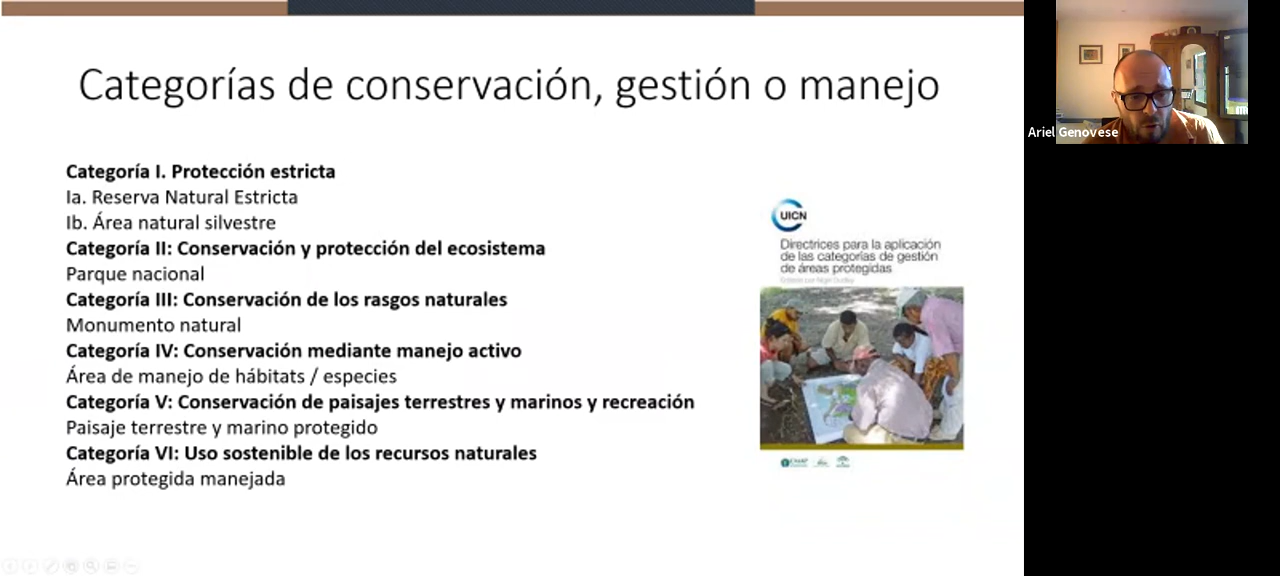 Categorías de conservación, gestión o manejo
Categoría I. Protección estricta
Ia. Reserva Natural Estricta
Ib. Área natural silvestre
Categoría II: Conservación y protección del ecosistema
Parque nacional
Categoría III: Conservación de los rasgos naturales
Monumento natural
Categoría IV: Conservación mediante manejo activo
Área de manejo de hábitats / especies
Categoría V: Conservación de paisajes terrestres y marinos y recreación
Paisaje terrestre y marino protegido
Categoría VI: Uso sostenible de los recursos naturales
Área protegida manejada
UICN
Directrices para la aplicación
de las categorías de gestión
de áreas protegidas
Ariel Genovese